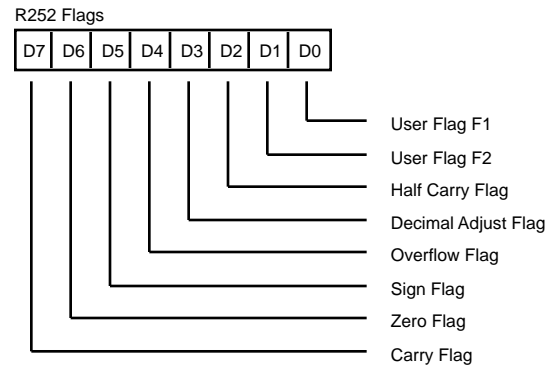 R252 Flags
D7 D6 D5 D4 D3 D2 D1 D0
User Flag F1
User Flag F2
Half Carry Flag
Decimal Adjust Flag
Overflow Flag
Sign Flag
Zero Flag
Carry Flag